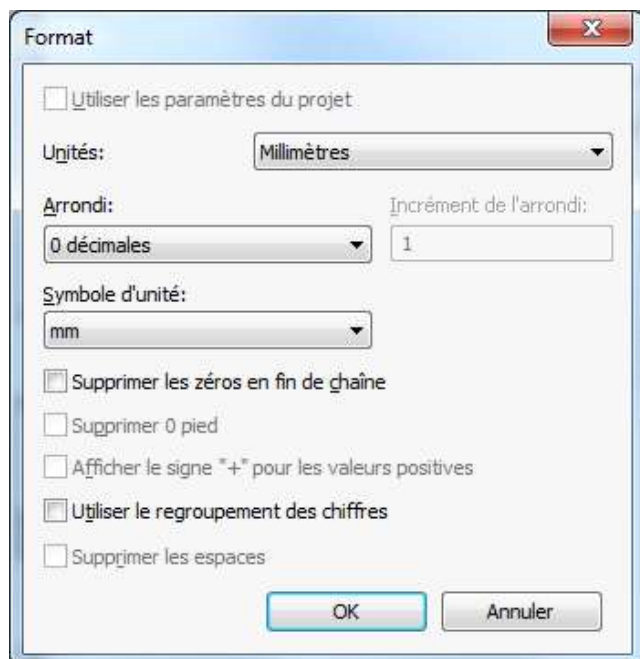 Format
Utiliser les paramètres du projet
Unités: Millimètres
Arrondi: Incrément de l'arrondi:
0 décimales 1
Symbole d'unité:
mm
Supprimer les zéros en fin de chaîne
Supprimer 0 pied
Afficher le signe "+" pour les valeurs positives
Utiliser le regroupement des chiffres
Supprimer les espaces
OK Annuler